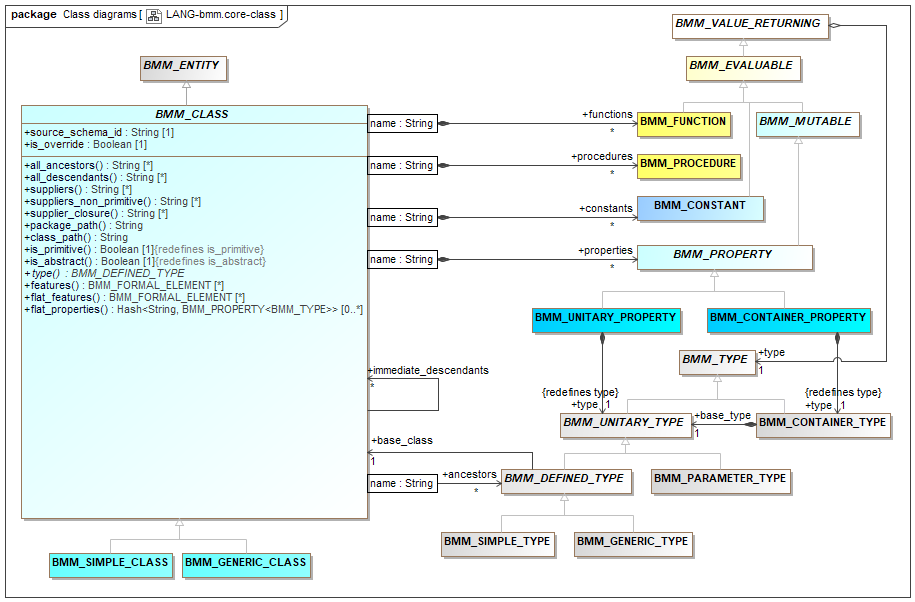 package Class diagrams [ LANG-bmm.core-class ]
BMM_VALUE_RETURNING
BMM_ENTITY
BMM_EVALUABLE
BMM_CLASS
+source_schema_id : String [1]
+is_override : Boolean [1]
+all_ancestors() : String [*]
+all_descendants() : String [*]
+suppliers() : String [*]
+suppliers_non_primitive() : String [*]
+supplier_closure() : String [*]
+package_path() : String
+class_path() : String
+is_primitive() : Boolean [1]{redefines is_primitive}
+is_abstract() : Boolean [1]{redefines is_abstract}
+type() : BMM_DEFINED_TYPE
+features() : BMM_FORMAL_ELEMENT [*]
+flat_features() : BMM_FORMAL_ELEMENT [*]
+flat_properties() : Hash<String, BMM_PROPERTY<BMM_TYPE>> [0..*]
name : String
+functions
*
BMM_FUNCTION
BMM_MUTABLE
name : String
+procedures
*
BMM_PROCEDURE
name : String
+constants
*
BMM_CONSTANT
name : String
+properties
*
BMM_PROPERTY
BMM_UNITARY_PROPERTY
BMM_CONTAINER_PROPERTY
BMM_TYPE
+type
1
+immediate_descendants
*
{redefines type}
+type
1
{redefines type}
+type
1
BMM_UNITARY_TYPE
+base_type
1
BMM_CONTAINER_TYPE
+base_class
1
name : String
+ancestors
*
BMM_DEFINED_TYPE
BMM_PARAMETER_TYPE
BMM_SIMPLE_TYPE
BMM_GENERIC_TYPE
BMM_SIMPLE_CLASS
BMM_GENERIC_CLASS